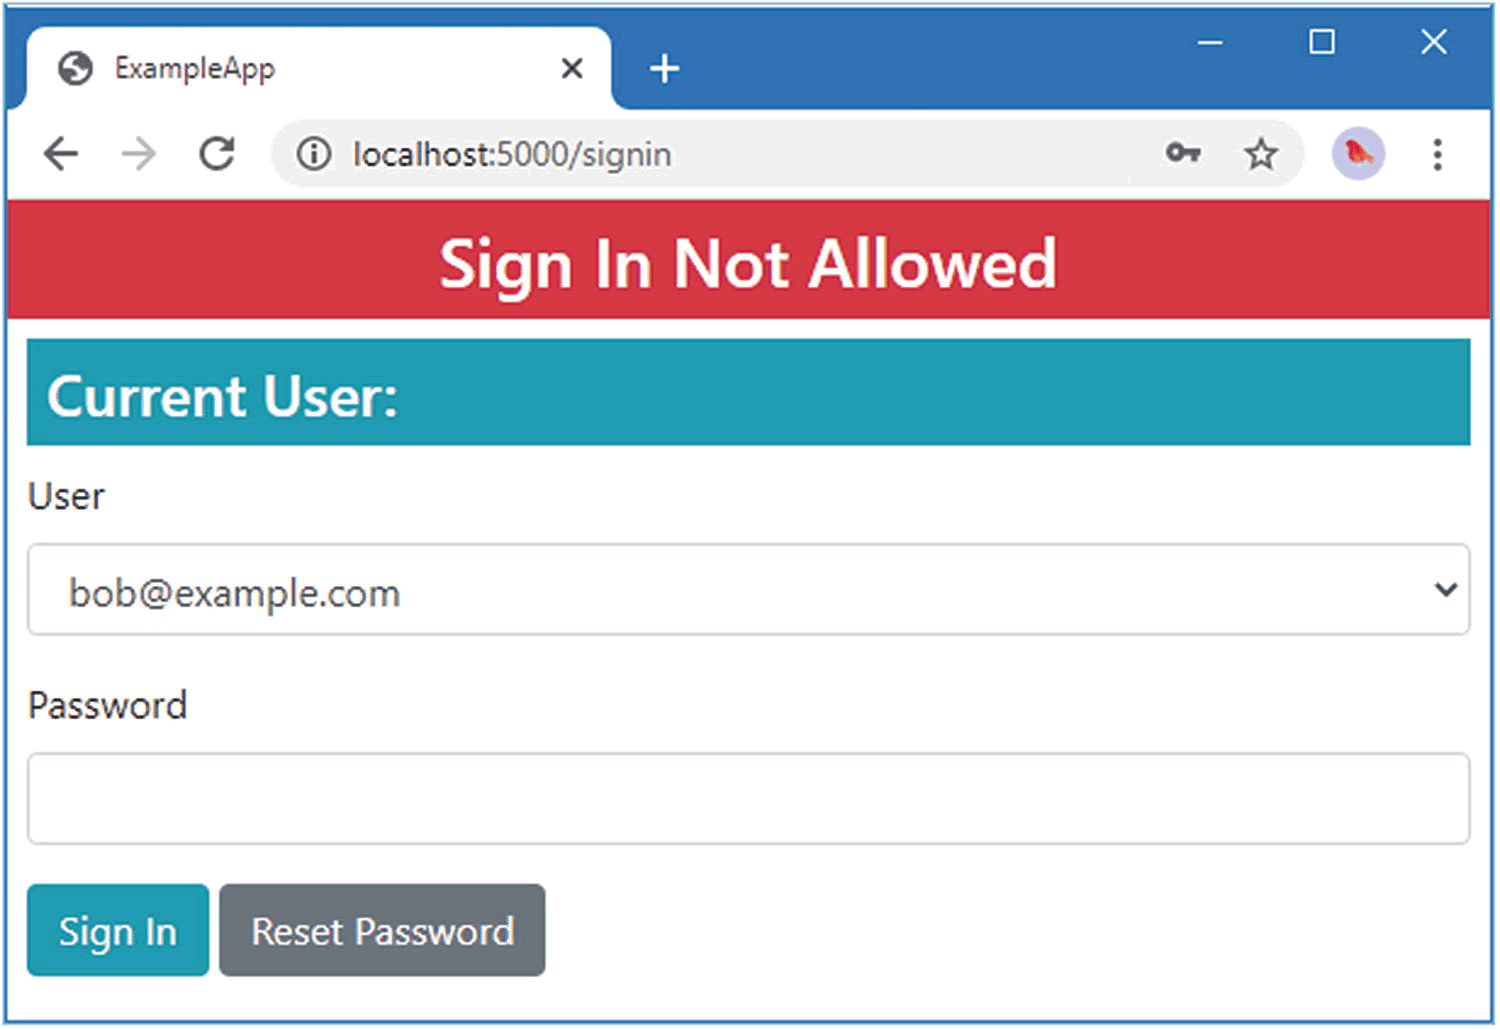 ExampleApp
localhost:5000/signin
Sign In Not Allowed
Current User:
User
bob@example.com
Password
Sign In Reset Password